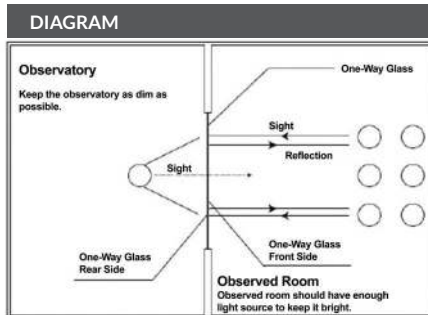 DIAGRAM
Observatory
Keep the observatory as dim as
possible.
One-Way Glass
Sight
Reflection
Sight
One-Way Glass
Rear Side
One-Way Glass
Front Side
Observed Room
Observed room should have enough
light source to keep it bright.